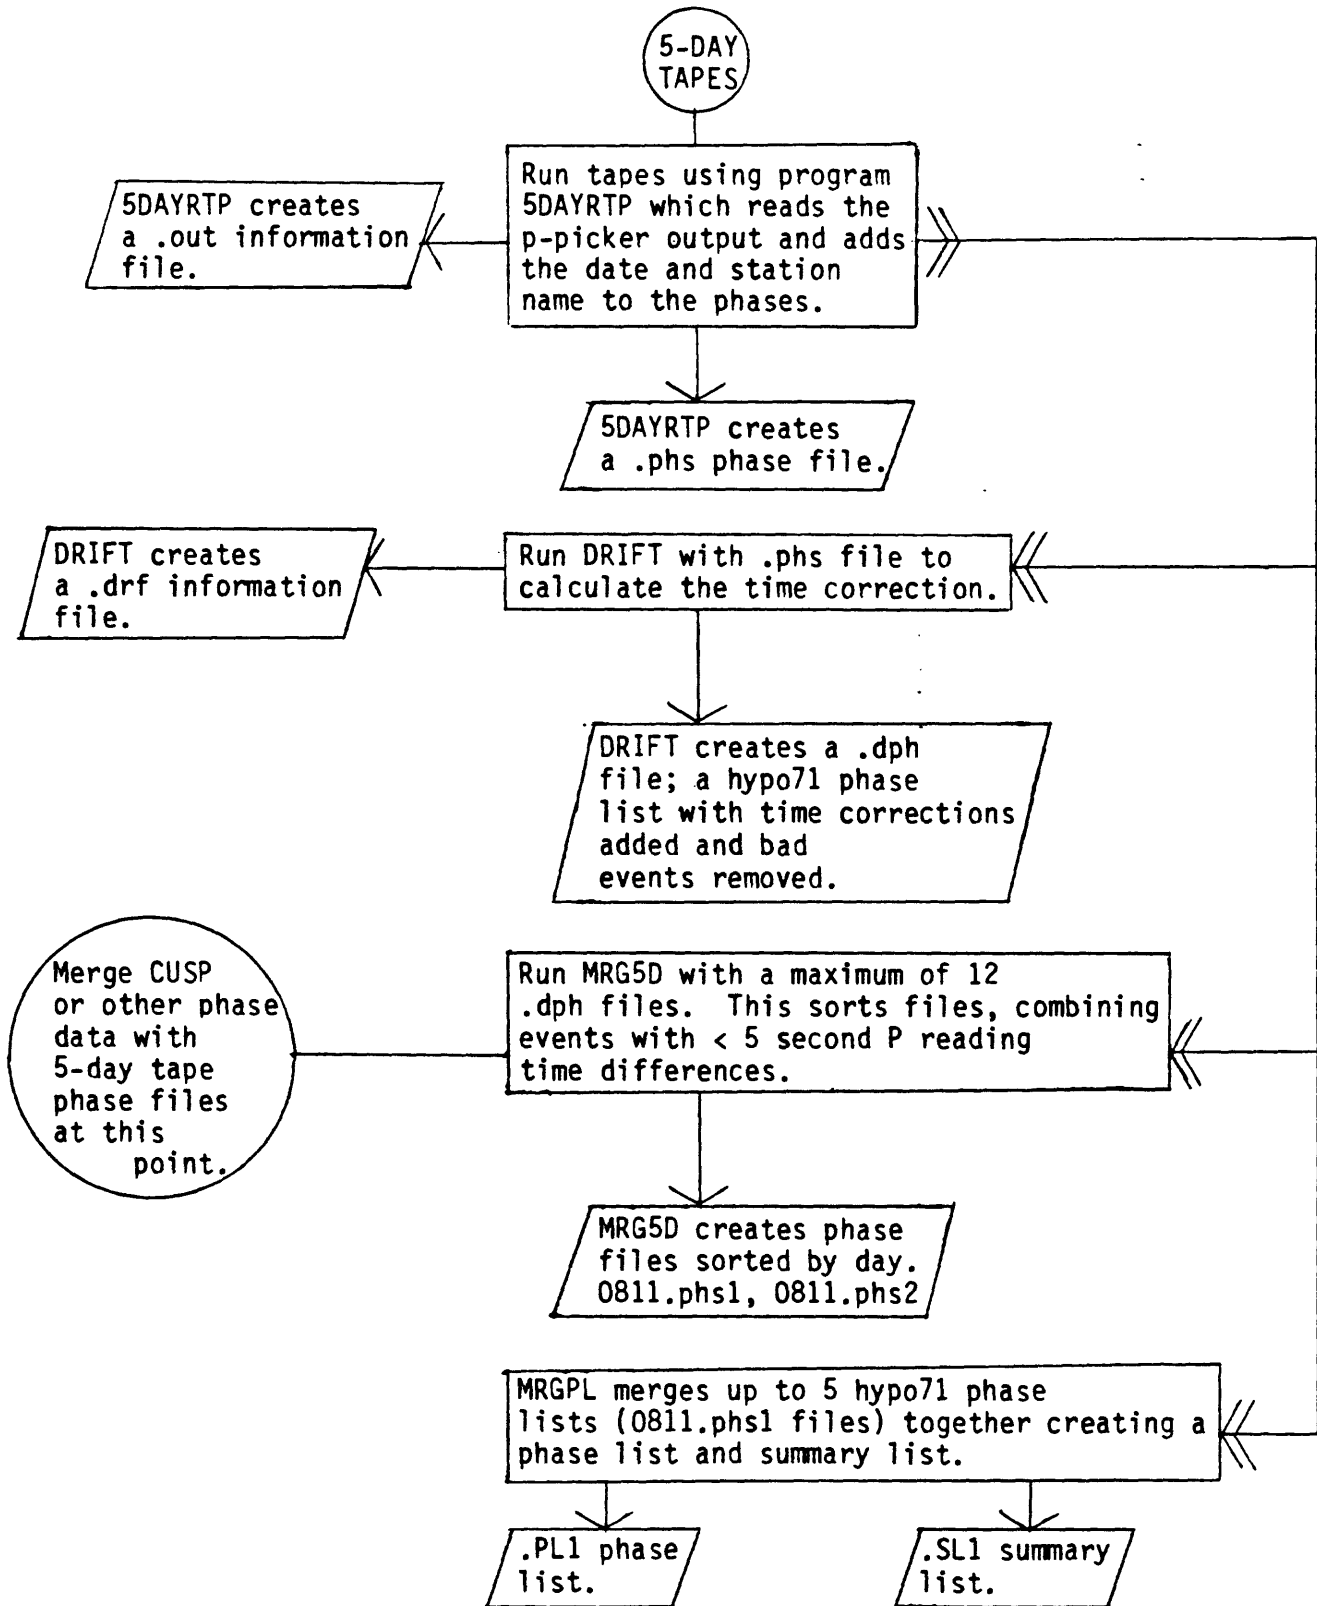 5-DAY
TAPES
Run tapes using program
5DAYRTP which reads the
p-picker output and adds
the date and station
name to the phases.
5DAYRTP creates
a .out information
file.
5DAYRTP creates
a .phs phase file.
DRIFT creates
a .drf information
file.
Run DRIFT with .phs file to
calculate the time correction.
DRIFT creates a .dph
file; a hypo71 phase
list with time corrections
added and bad
events removed.
Merge CUSP
or other phase
data with
5-day tape
phase files
at this
point.
Run MRG5D with a maximum of 12
.dph files. This sorts files, combining
events with < 5 second P reading
time differences.
MRG5D creates phase
files sorted by day.
0811.phs1, 0811.phs2
MRGPL merges up to 5 hypo71 phase
lists (0811.phs1 files) together creating a
phase list and summary list.
.PL1 phase
list.
.SL1 summary
list.